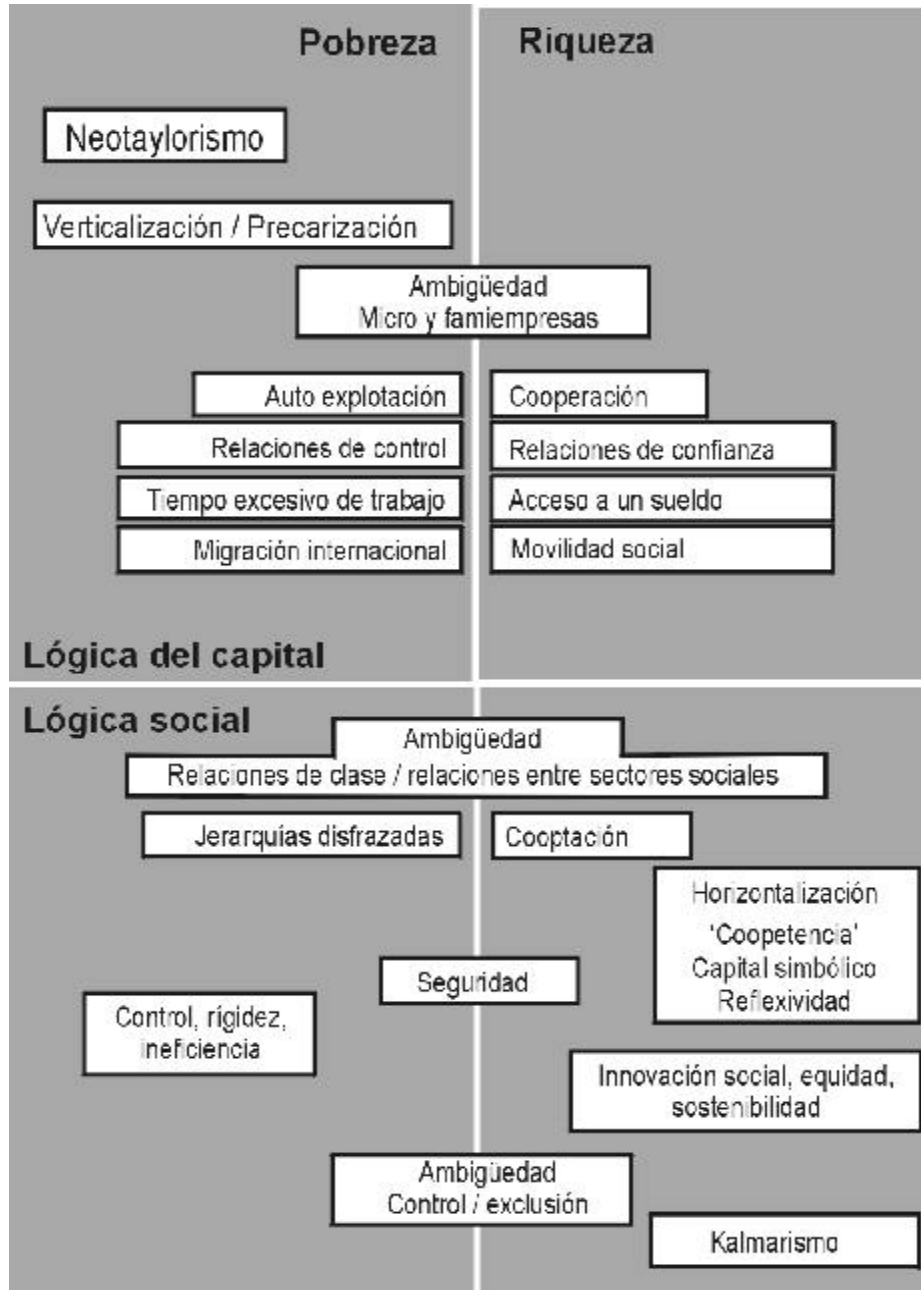 Pobreza
Riqueza
Neotaylorismo
Verticalización / Precarización
Ambigüedad
Micro y famiempresas
Auto explotación
Cooperación
Relaciones de control
Relaciones de confianza
Tiempo excesivo de trabajo
Acceso a un sueldo
Migración internacional
Movilidad social
Lógica del capital
Lógica social
Ambigüedad
Relaciones de clase / relaciones entre sectores sociales
Jerarquías disfrazadas
Cooptación
Horizontalización
'Coopetencia'
Capital simbólico
Reflexividad
Seguridad
Control, rígidez,
ineficiencia
Innovación social, equidad,
sostenibilidad
Ambigüedad
Control / exclusión
Kalmarismo